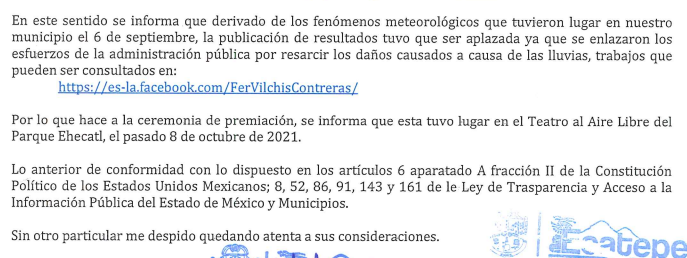 En este sentido se informa que derivado de los fenómenos meteorológicos que tuvieron lugar en nuestro
municipio el 6 de septiembre, la publicación de resultados tuvo que ser aplazada ya que se enlazaron los
esfuerzos de la administración pública por resarcir los daños causados a causa de las lluvias, trabajos que
pueden ser consultados en:
https://es-la.facebook.com/FerVilchisContreras/
Por lo que hace a la ceremonia de premiación, se informa que esta tuvo lugar en el Teatro al Aire Libre del
Parque Ehecatl, el pasado 8 de octubre de 2021.
Lo anterior de conformidad con lo dispuesto en los artículos 6 aparatado A fracción II de la Constitución
Político de los Estados Unidos Mexicanos; 8, 52, 86, 91, 143 y 161 de le Ley de Trasparencia y Acceso a la
Información Pública del Estado de México y Municipios.
Sin otro particular me despido quedando atenta a sus consideraciones.
Ecatepe